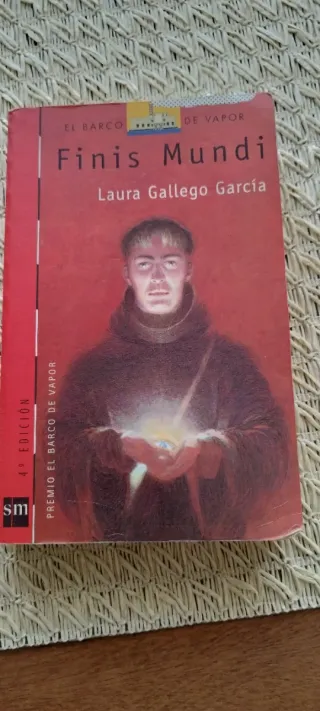 EL BARCO DE VAPOR
Finis Mundi
Laura Gallego García
PREMIO EL BARCO DE VAPOR
4ª EDICIÓN
sm